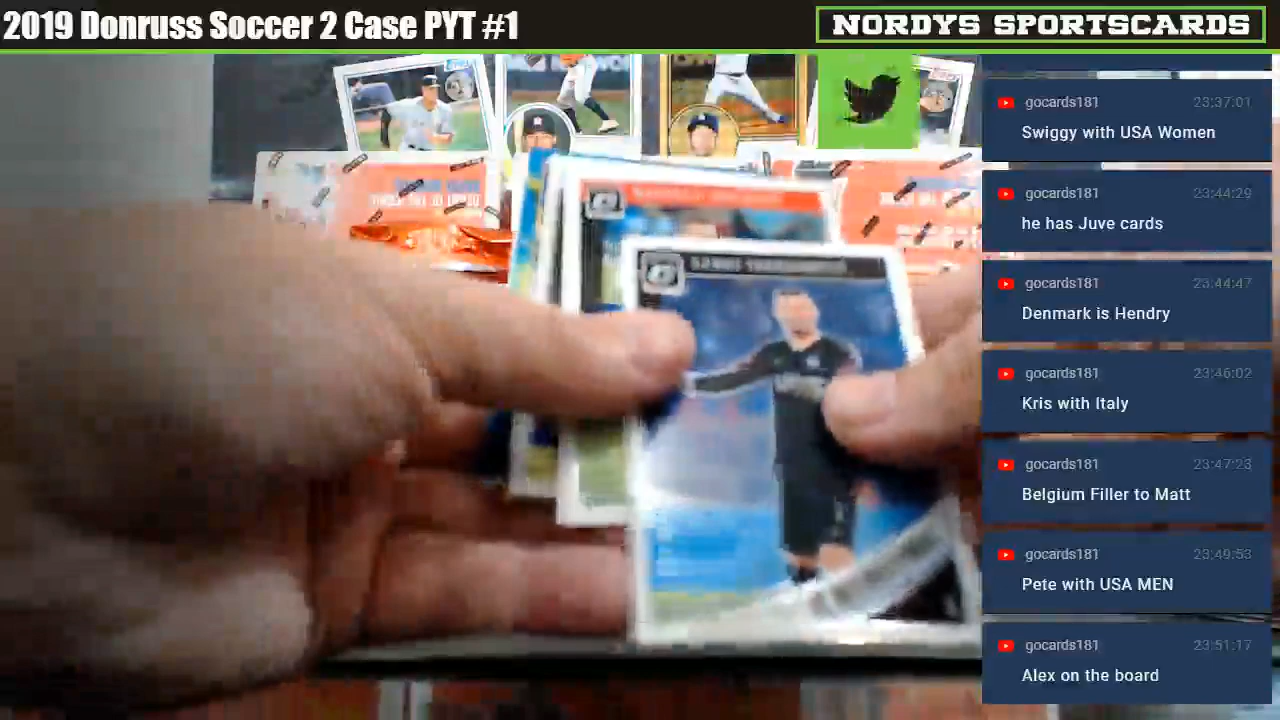 2019 Donruss Soccer 2 Case PYT #1
NORDYS SPORTSCARDS
gocards181 23:37:01
Swiggy with USA Women
gocards181 23:44:29
he has Juve cards
gocards181 23:44:47
Denmark is Hendry
gocards181 23:46:02
Kris with Italy
gocards181 23:47:23
Belgium Filler to Matt
gocards181 23:49:53
Pete with USA MEN
gocards181 23:51:17
Alex on the board